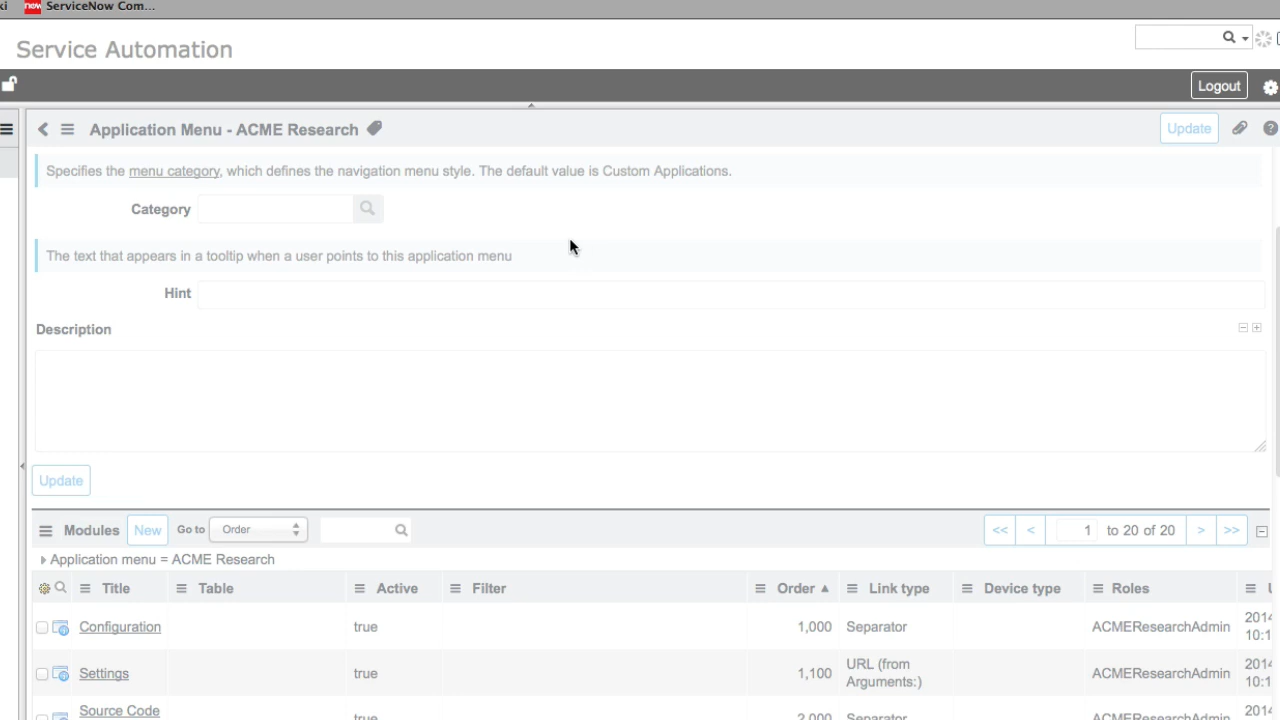 ki ServiceNow Com...
Service Automation
Logout
Application Menu - ACME Research
Update
Specifies the menu category, which defines the navigation menu style. The default value is Custom Applications.
Category
The text that appears in a tooltip when a user points to this application menu
Hint
Description
Update
Modules New Go to Order << < 1 to 20 of 20 > >>
Application menu = ACME Research
Title Table Active Filter Order Link type Device type Roles
Configuration true 1,000 Separator ACMEResearchAdmin 2014
10:1
Settings true 1,100 URL (from Arguments:) ACMEResearchAdmin 2014
10:1
Source Code true 2,000 Separator ACMEResearchAdmin 2014